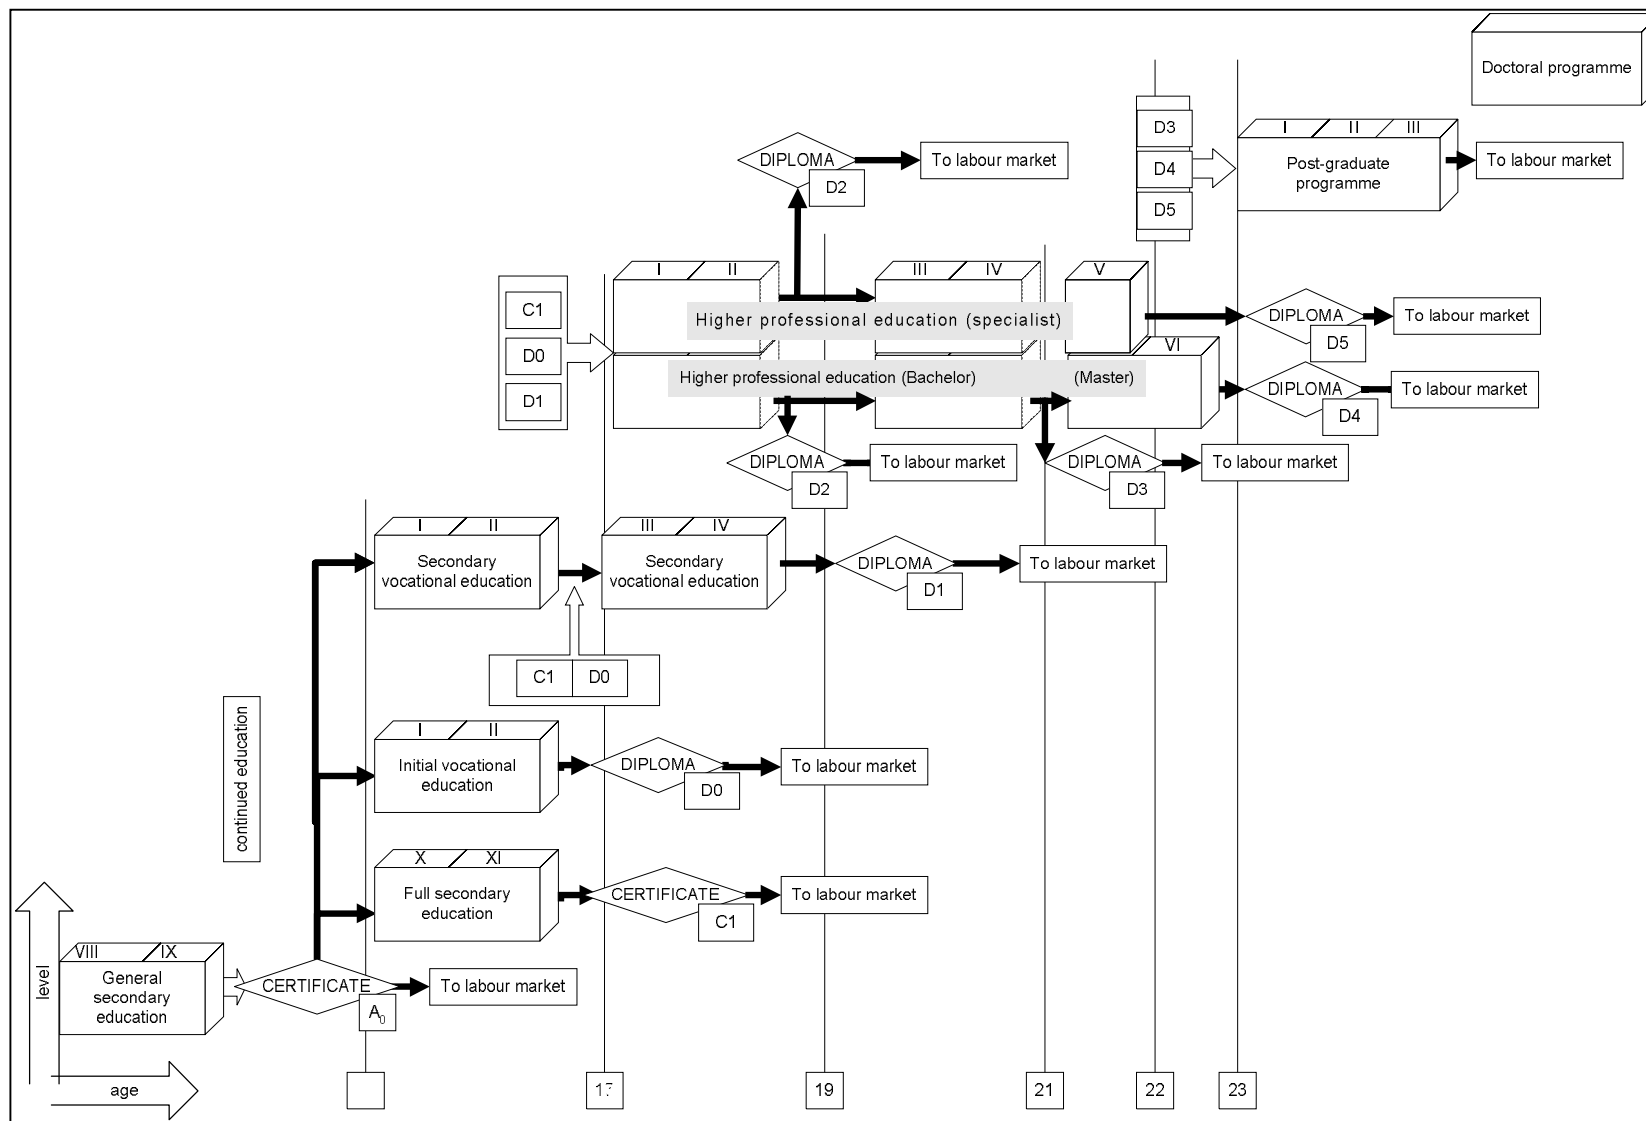 Doctoral programme
D3
D4
D5
I II III
Post-graduate
programme
To labour market
DIPLOMA
D2
To labour market
C1
D0
D1
I II
III IV
V
Higher professional education (specialist)
DIPLOMA
D5
To labour market
VI
Higher professional education (Bachelor) (Master)
DIPLOMA
D4
To labour market
DIPLOMA
D2
To labour market
DIPLOMA
D3
To labour market
I II
Secondary
vocational education
III IV
Secondary
vocational education
DIPLOMA
D1
To labour market
C1 D0
continued education
I II
Initial vocational
education
DIPLOMA
D0
To labour market
X XI
Full secondary
education
CERTIFICATE
C1
To labour market
level
VIII IX
General
secondary
education
CERTIFICATE
A0
To labour market
age
17
19
21
22
23